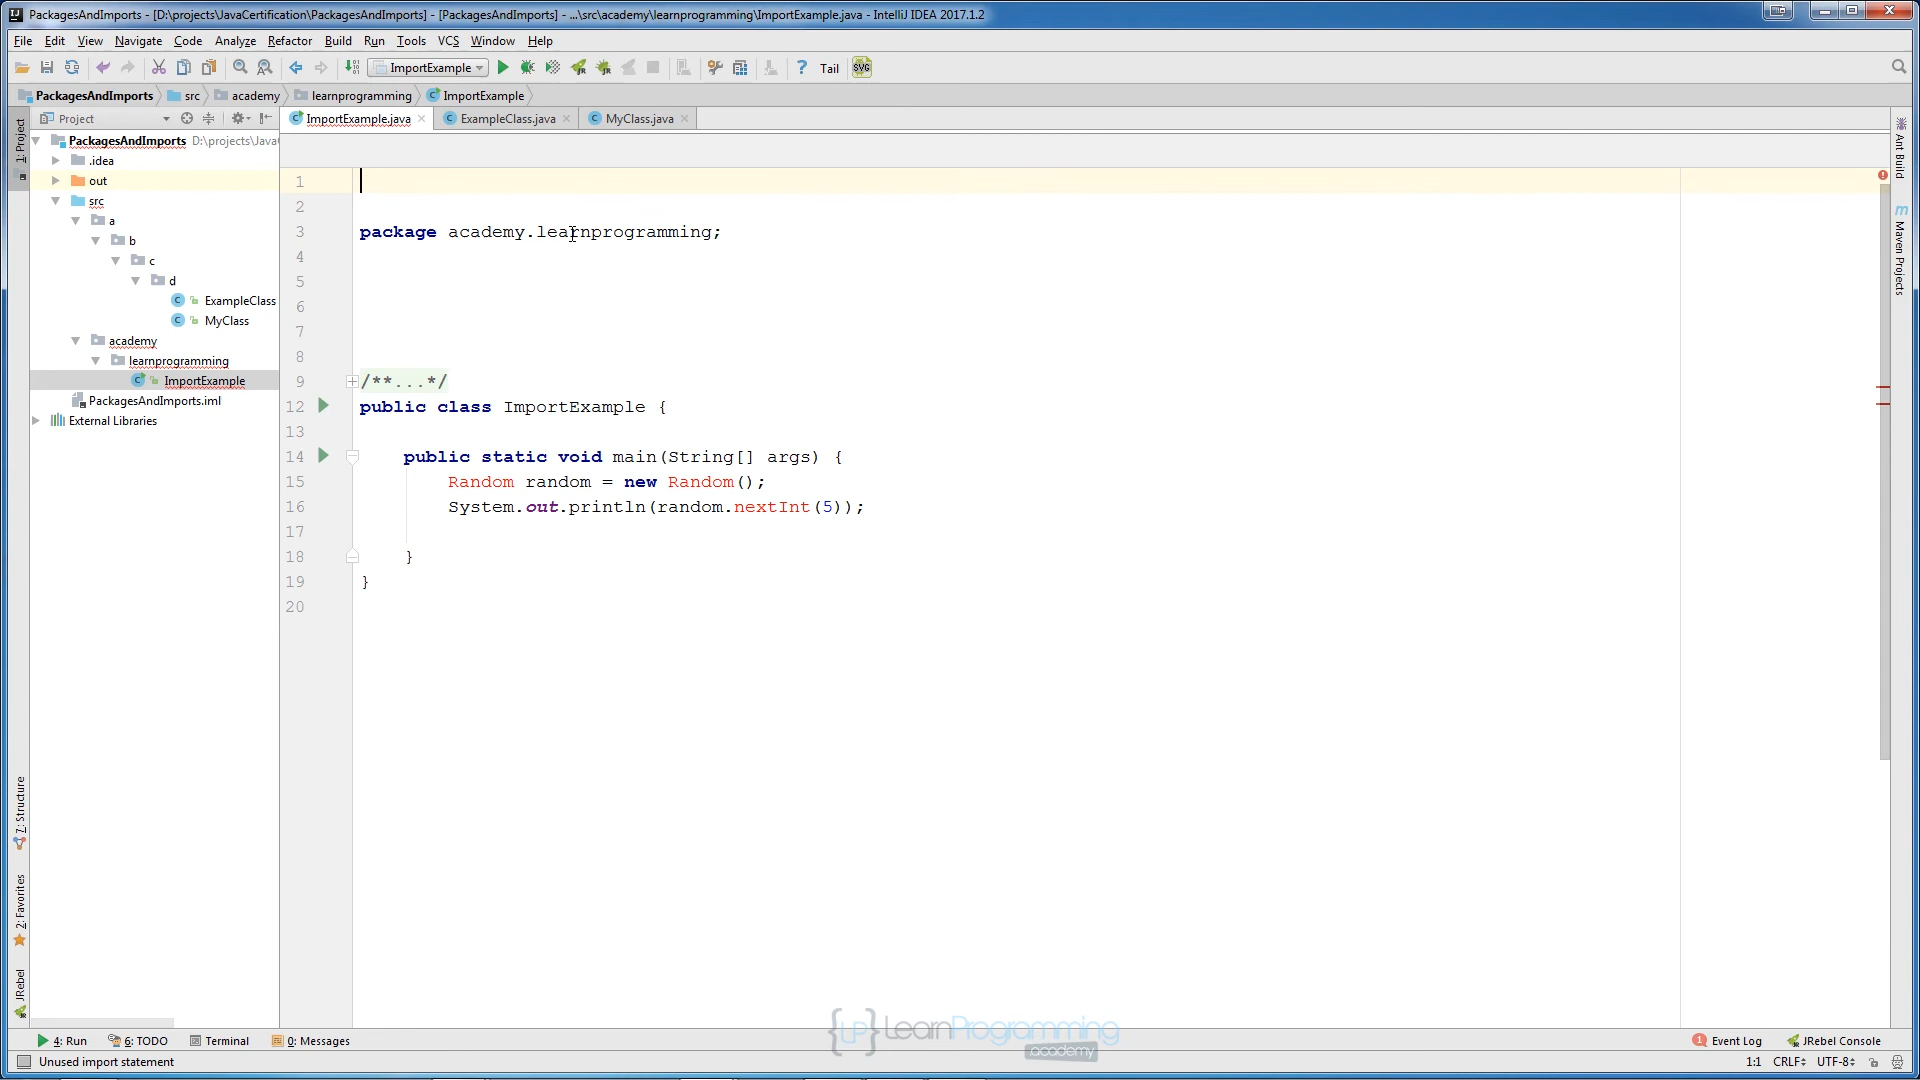 PackagesAndImports - [D:\projects\JavaCertification\PackagesAndImports] - [PackagesAndImports] - ...\src\academy\learnprogramming\ImportExample.java - IntelliJ IDEA 2017.1.2
File Edit View Navigate Code Analyze Refactor Build Run Tools VCS Window Help
ImportExample ? Tail SVG
PackagesAndImports src academy learnprogramming ImportExample
Project ImportExample.java ExampleClass.java MyClass.java
1: Project
PackagesAndImports D:\projects\Java
.idea
out
src
a
b
c
d
ExampleClass
MyClass
academy
learnprogramming
ImportExample
PackagesAndImports.iml
External Libraries
7: Structure
2: Favorites
JRebel
1
2
3 package academy.learnprogramming;
4
5
6
7
8
9 /**...*/
12 public class ImportExample {
13
14 public static void main(String[] args) {
15 Random random = new Random();
16 System.out.println(random.nextInt(5));
17
18 }
19 }
20
Ant Build
Maven Projects
{LP} LearnProgramming
.academy
4: Run 6: TODO Terminal 0: Messages 1 Event Log JRebel Console
Unused import statement 1:1 CRLF UTF-8